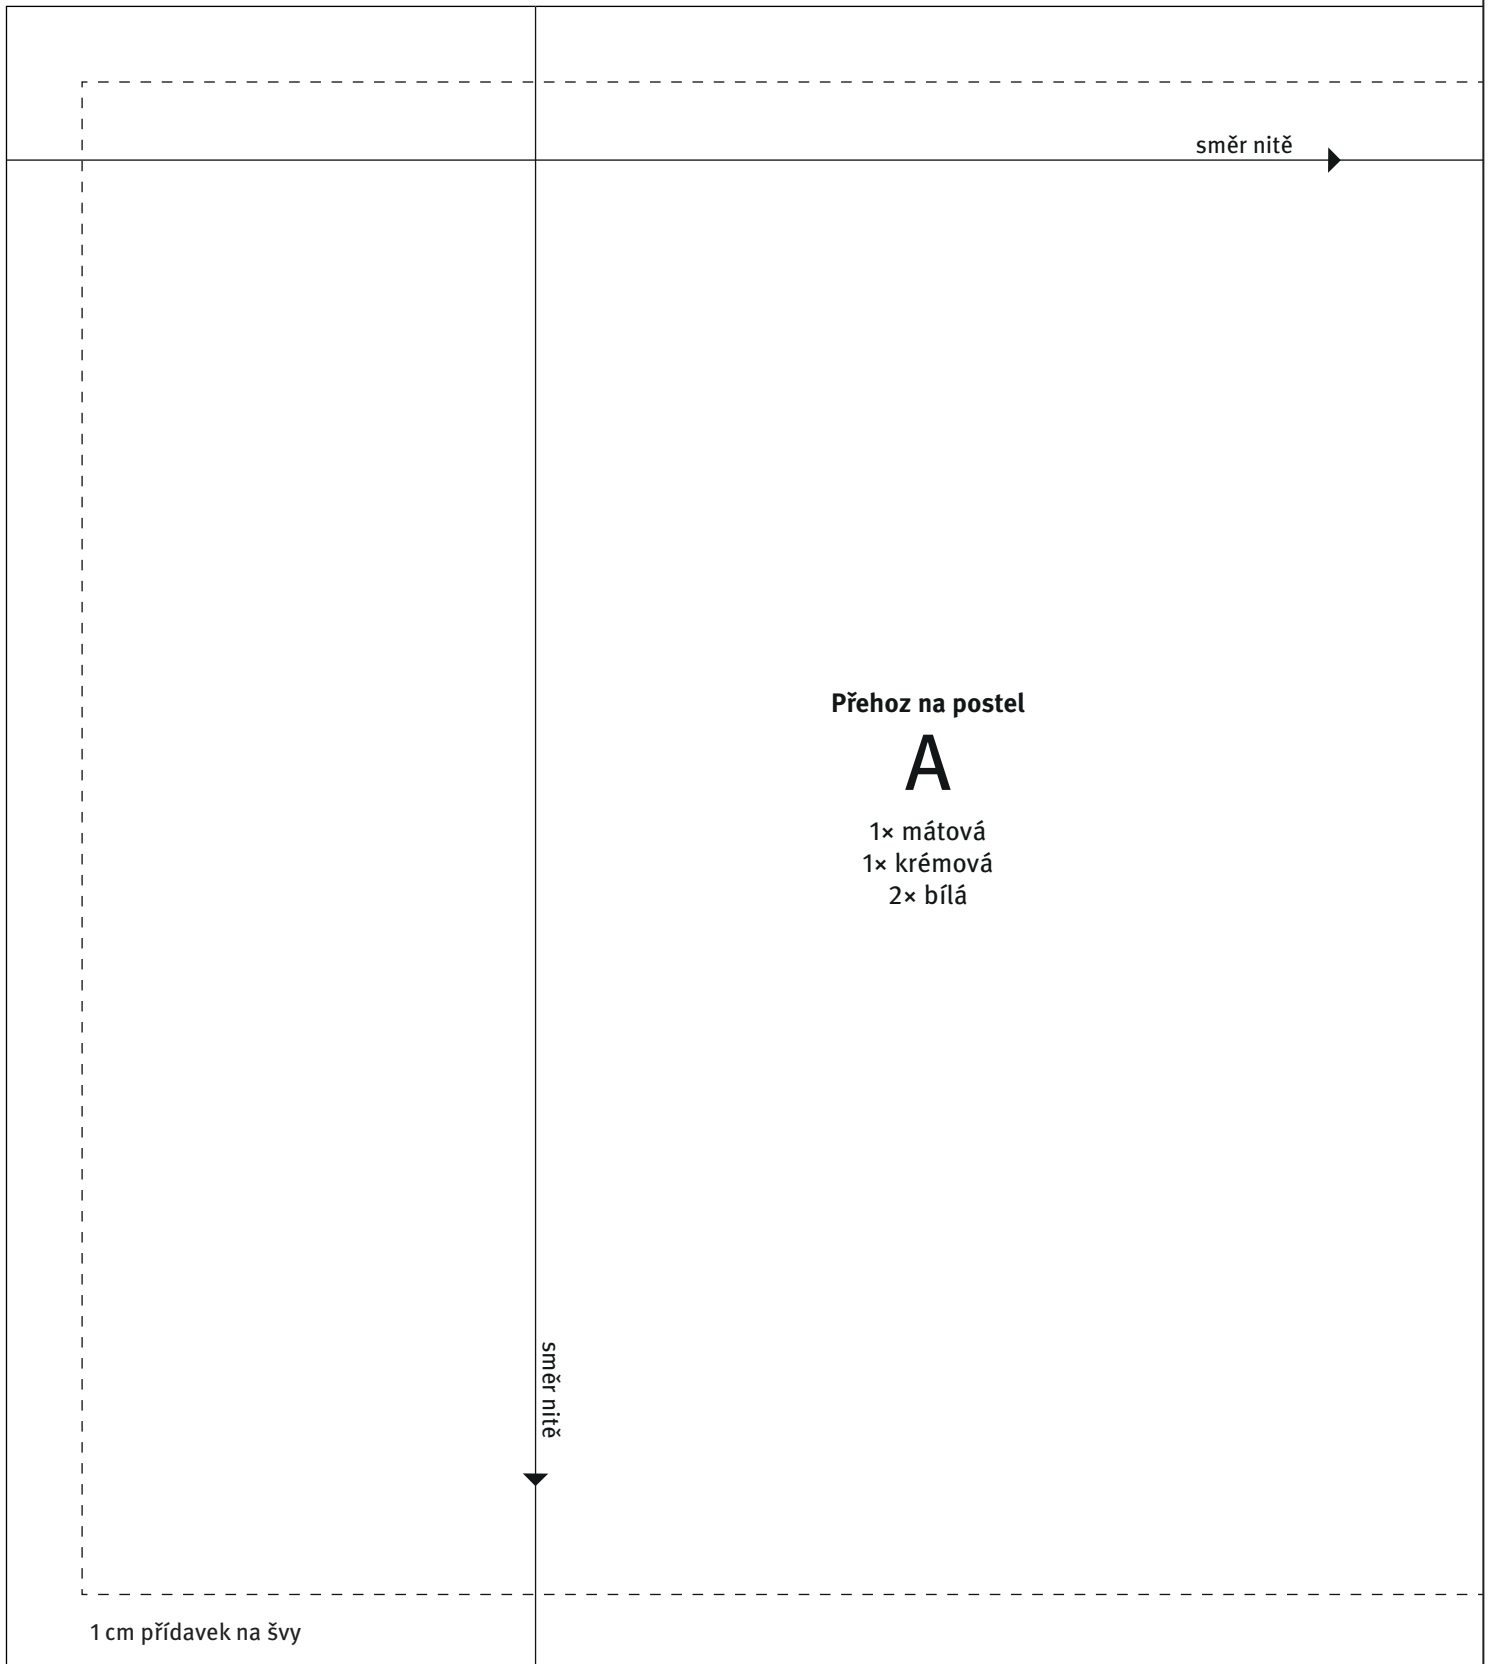 směr nitě
Přehoz na postel
A
1× mátová
1× krémová
2× bílá
směr nitě
1 cm přídavek na švy